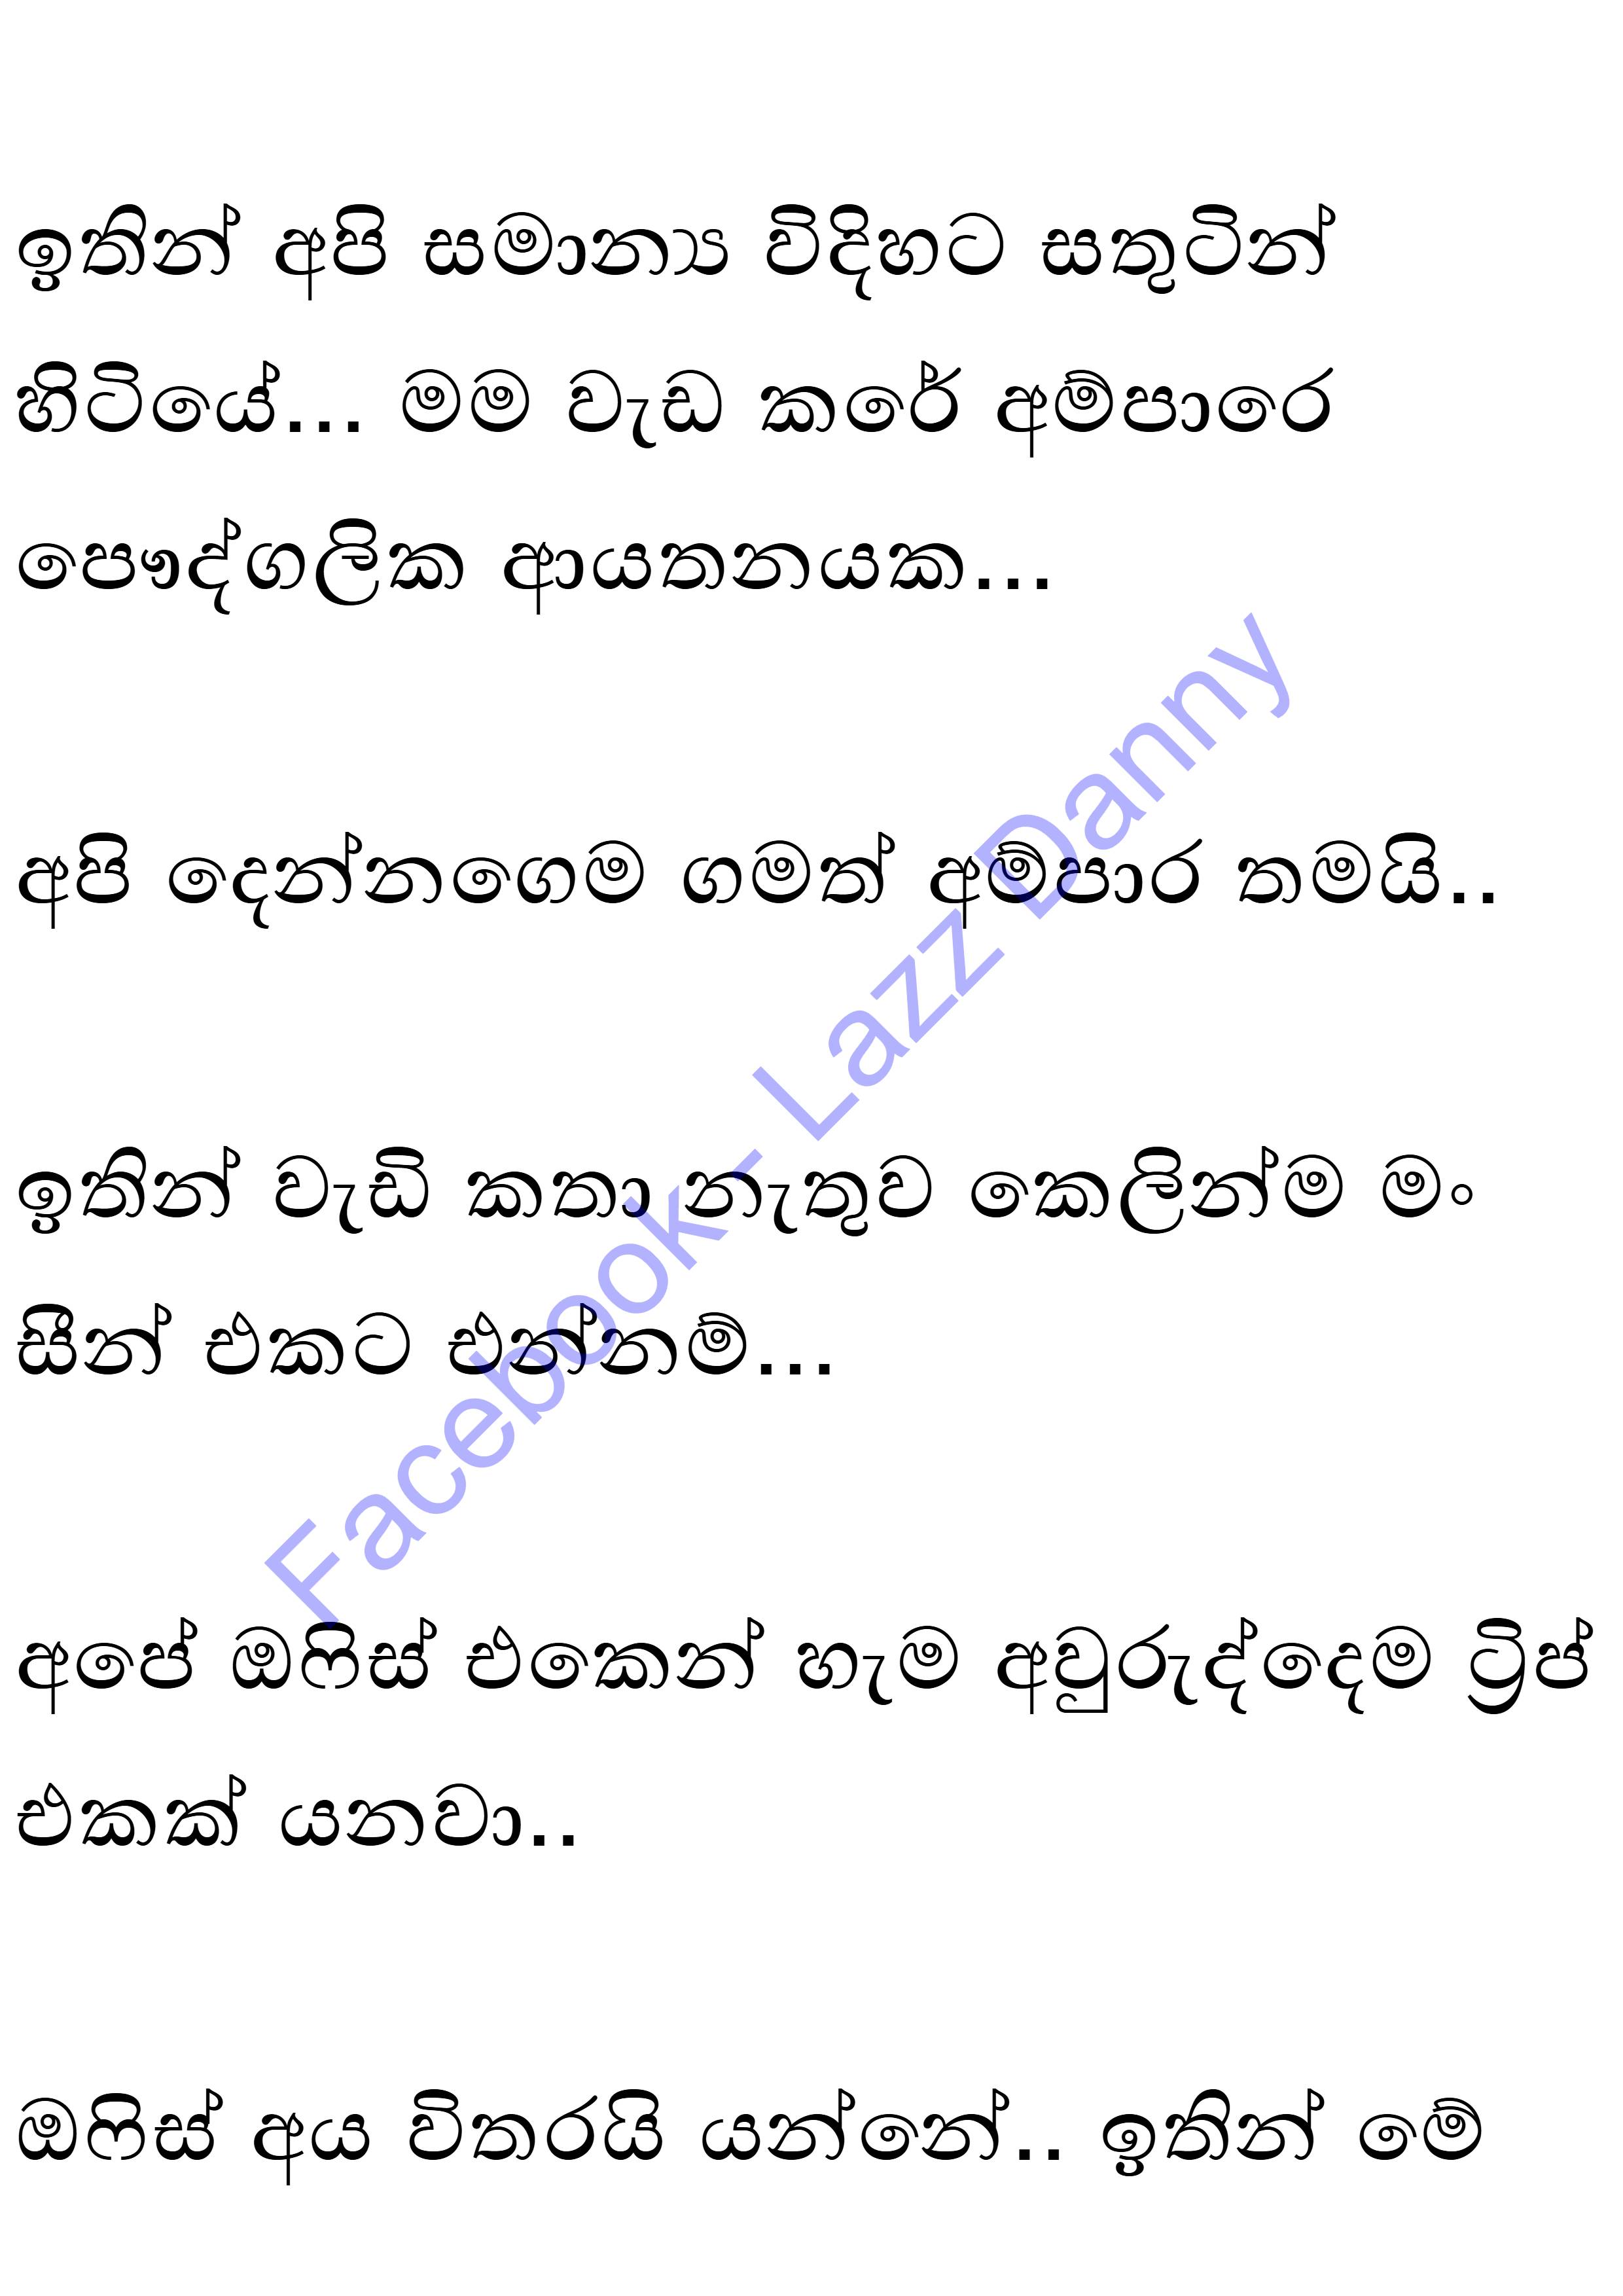 ඉතින් අපි සමාන්‍ය විදිහට සතුටින්
හිටියේ... මම වැඩ කරේ අම්පාරෙ
පෞද්ගලික ආයතනයක...
අපි දෙන්නගෙම ගමත් අම්පාර තමයි..
ඉතින් වැඩි කතා නැතුව කෙලින්ම මං
සීන් එකට එන්නම්...
අපේ ඔෆිස් එකෙන් හැම අවුරුද්දෙම ට්‍රිප්
එකක් යනවා..
ඔෆිස් අය විතරයි යන්නේ.. ඉතින් මේ
Facebook- Lazz Danny